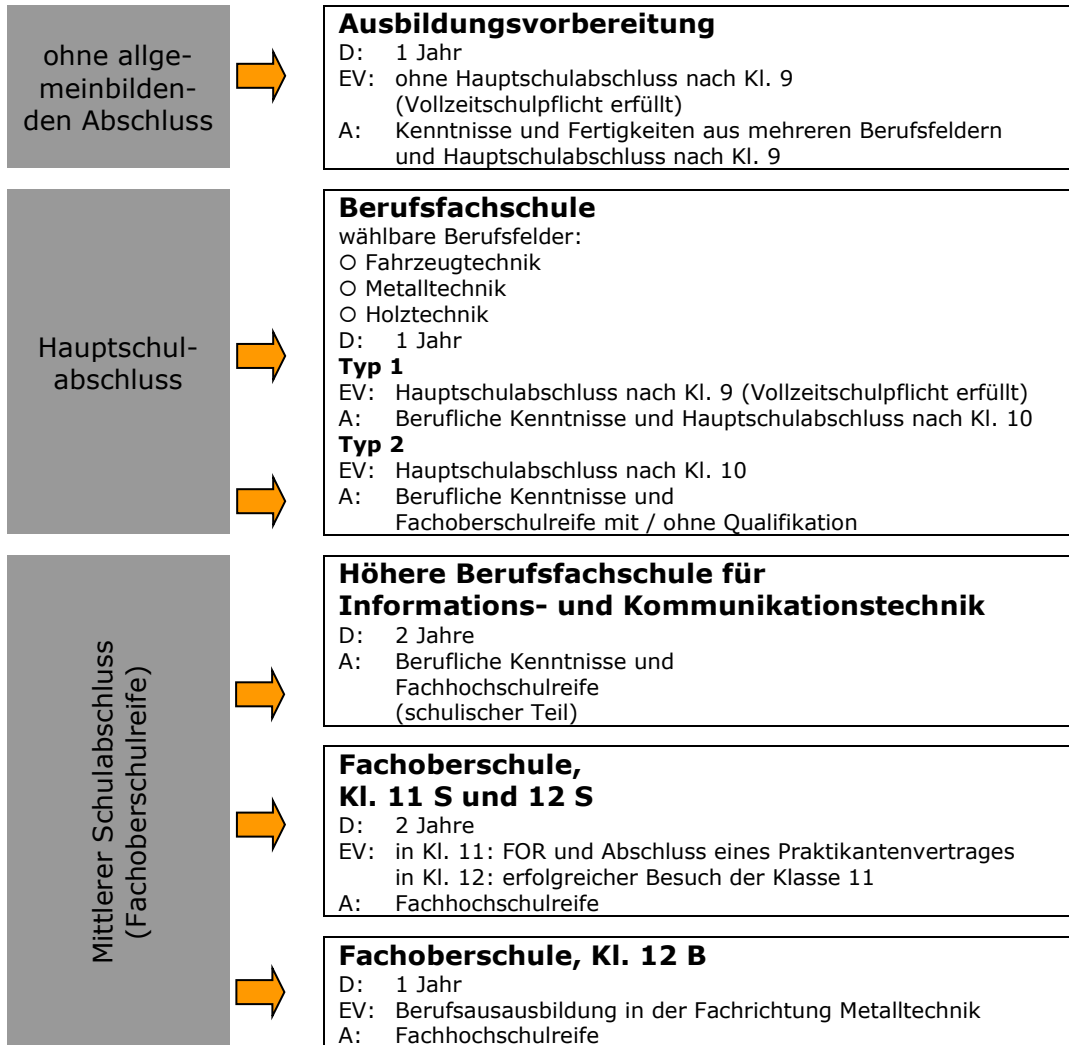 ohne allge-
meinbilden-
den Abschluss
Ausbildungsvorbereitung
D: 1 Jahr
EV: ohne Hauptschulabschluss nach Kl. 9
(Vollzeitschulpflicht erfüllt)
A: Kenntnisse und Fertigkeiten aus mehreren Berufsfeldern
und Hauptschulabschluss nach Kl. 9
Hauptschul-
abschluss
Berufsfachschule
wählbare Berufsfelder:
O Fahrzeugtechnik
O Metalltechnik
O Holztechnik
D: 1 Jahr
Typ 1
EV: Hauptschulabschluss nach Kl. 9 (Vollzeitschulpflicht erfüllt)
A: Berufliche Kenntnisse und Hauptschulabschluss nach Kl. 10
Typ 2
EV: Hauptschulabschluss nach Kl. 10
A: Berufliche Kenntnisse und
Fachoberschulreife mit / ohne Qualifikation
Mittlerer Schulabschluss
(Fachoberschulreife)
Höhere Berufsfachschule für
Informations- und Kommunikationstechnik
D: 2 Jahre
A: Berufliche Kenntnisse und
Fachhochschulreife
(schulischer Teil)
Fachoberschule,
Kl. 11 S und 12 S
D: 2 Jahre
EV: in Kl. 11: FOR und Abschluss eines Praktikantenvertrages
in Kl. 12: erfolgreicher Besuch der Klasse 11
A: Fachhochschulreife
Fachoberschule, Kl. 12 B
D: 1 Jahr
EV: Berufsausausbildung in der Fachrichtung Metalltechnik
A: Fachhochschulreife